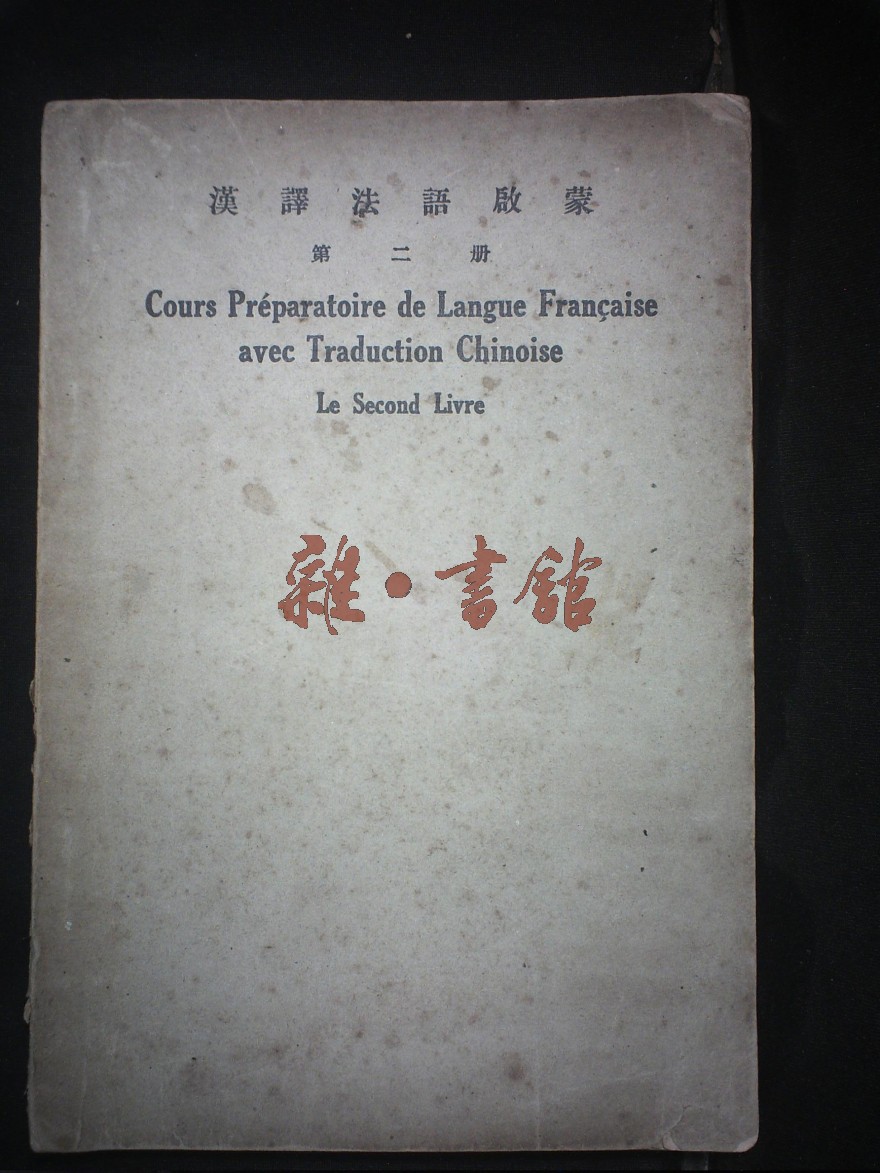 漢譯法語啟蒙
第二册
Cours Préparatoire de Langue Française
avec Traduction Chinoise
Le Second Livre
雜•書館